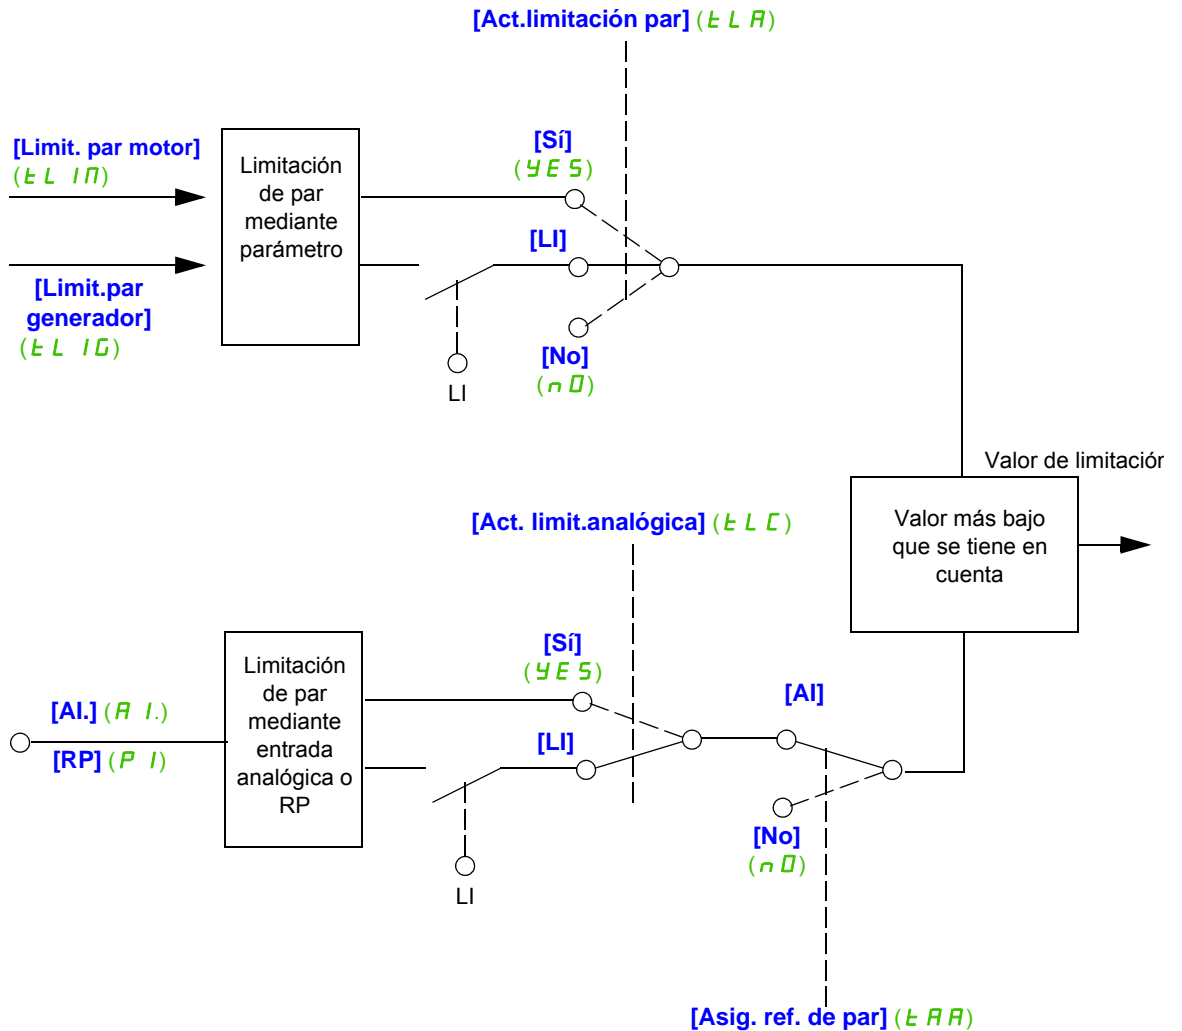 [Act.limitación par] (tLA)
[Sí]
(YES)
[Limit. par motor]
(tLIM)
Limitación
de par
mediante
parámetro
[LI]
[Limit.par
generador]
(tLIG)
[No]
(nO)
LI
Valor de limitación
Valor más bajo
que se tiene en
cuenta
[Act. limit.analógica] (tLC)
[Sí]
(YES)
Limitación
de par
mediante
entrada
analógica o
RP
[AI]
[AI.] (AI.)
[RP] (PI)
[LI]
[No]
(nO)
LI
[Asig. ref. de par] (tAA)